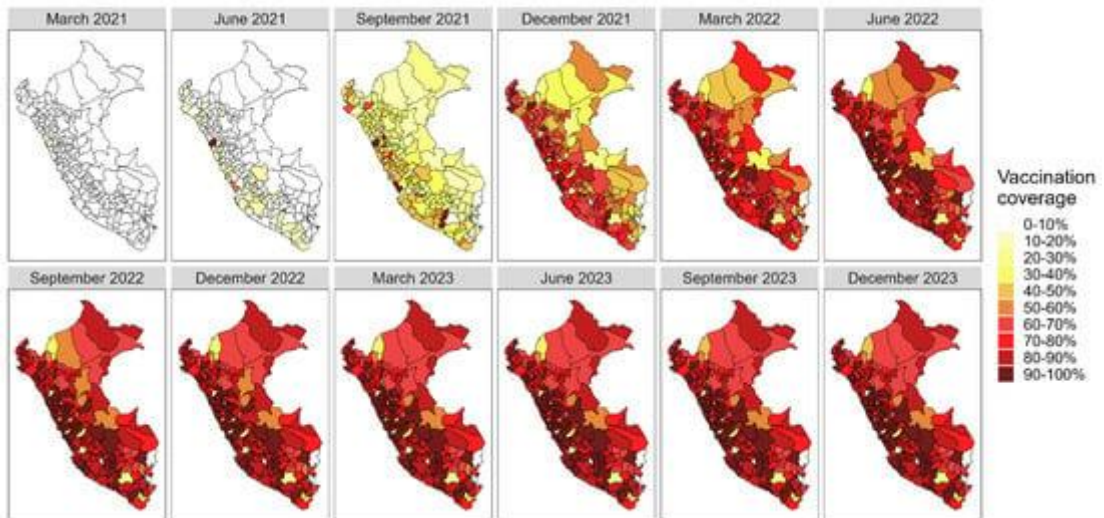 March 2021
June 2021
September 2021
December 2021
March 2022
June 2022
September 2022
December 2022
March 2023
June 2023
September 2023
December 2023
Vaccination
coverage
0-10%
10-20%
20-30%
30-40%
40-50%
50-60%
60-70%
70-80%
80-90%
90-100%